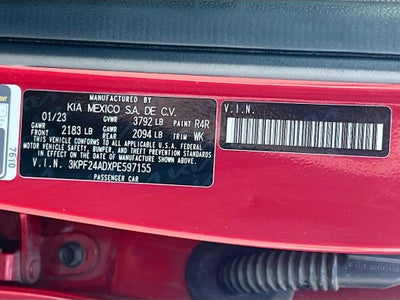 MANUFACTURED BY
KIA MEXICO S.A. DE C.V.
01/23 GVWR 3792 LB PAINT R4R
GAWR FRONT 2183 LB GAWR REAR 2094 LB TRIM WK
THIS VEHICLE CONFORMS TO ALL APPLICABLE FEDERAL
MOTOR VEHICLE SAFETY, BUMPER, AND THEFT PREVENTION STANDARDS
IN EFFECT ON THE DATE OF MANUFACTURE SHOWN ABOVE.
V.I.N. 3KPF24ADXPE597155
PASSENGER CAR
V.I.N.
7610